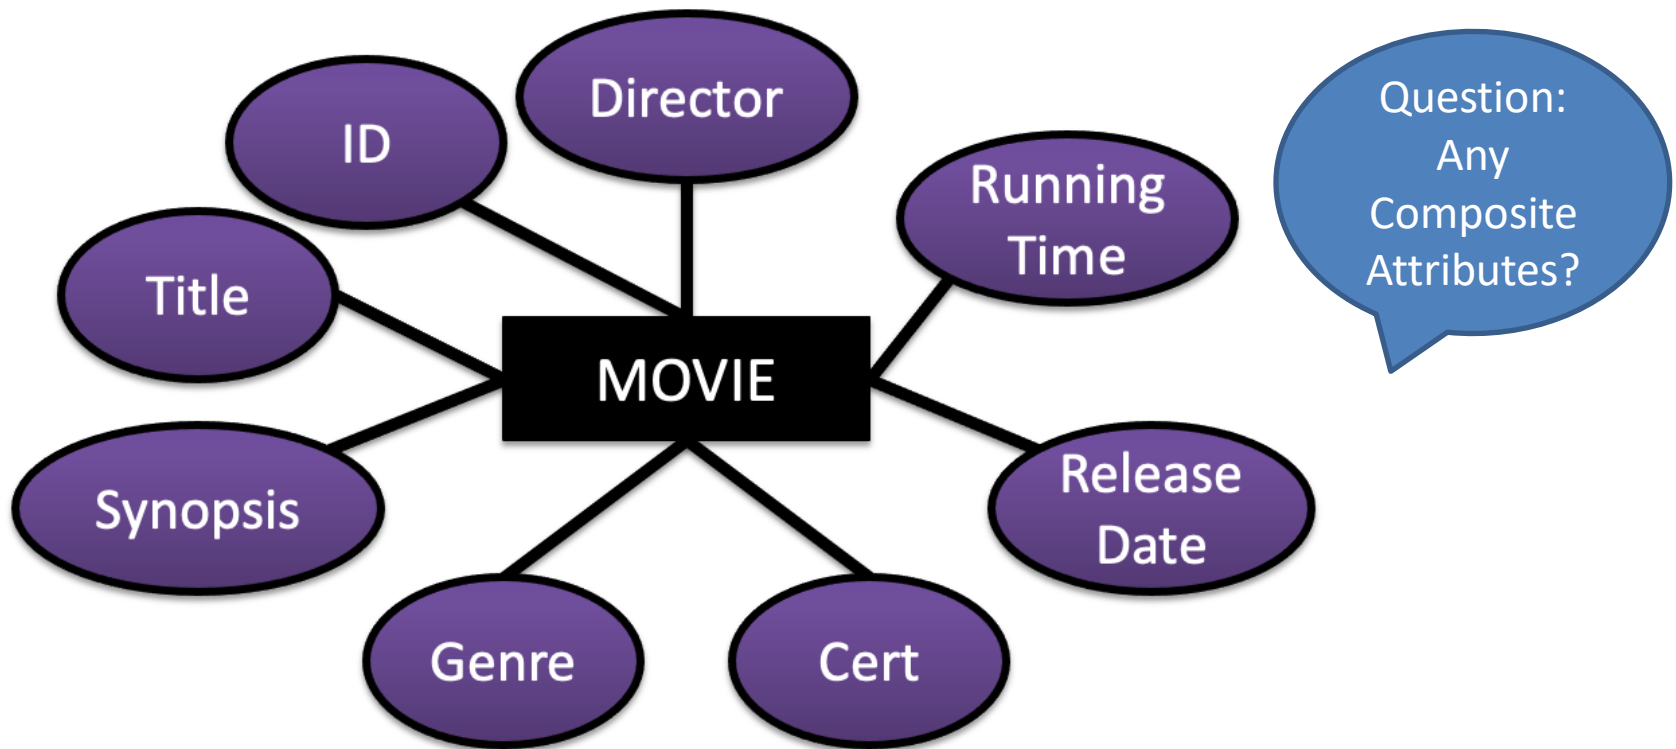 Director
ID
Running
Time
Title
MOVIE
Synopsis
Release
Date
Genre
Cert
Question:
Any
Composite
Attributes?